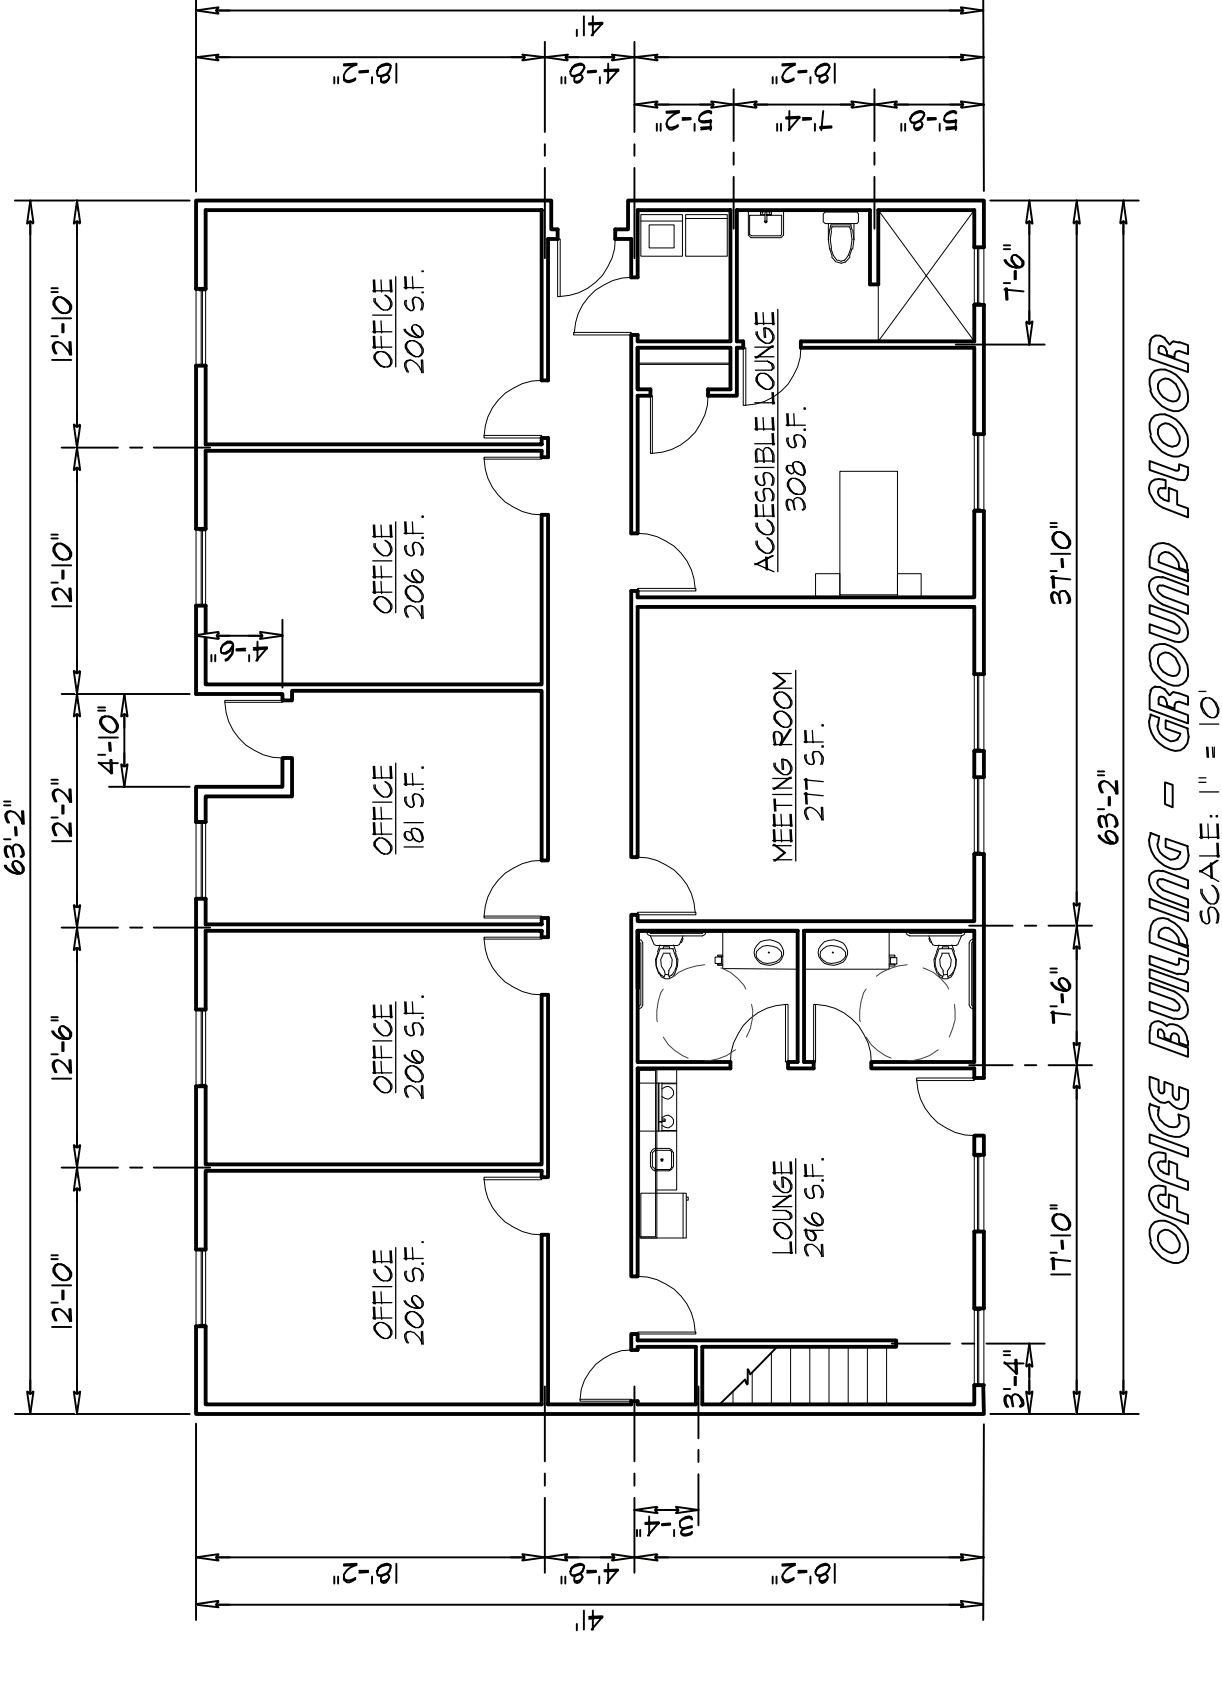 41'
18'-2"
4'-8"
18'-2"
5'-2"
7'-4"
5'-8"
63'-2"
12'-10"
12'-10"
12'-2"
12'-6"
12'-10"
4'-10"
4'-6"
OFFICE
206 S.F.
OFFICE
206 S.F.
OFFICE
181 S.F.
OFFICE
206 S.F.
OFFICE
206 S.F.
ACCESSIBLE LOUNGE
308 S.F.
MEETING ROOM
277 S.F.
LOUNGE
296 S.F.
7'-6"
37'-10"
7'-6"
17'-10"
3'-4"
63'-2"
3'-4"
18'-2"
4'-8"
18'-2"
41'
OFFICE BUILDING - GROUND FLOOR
SCALE: 1" = 10'